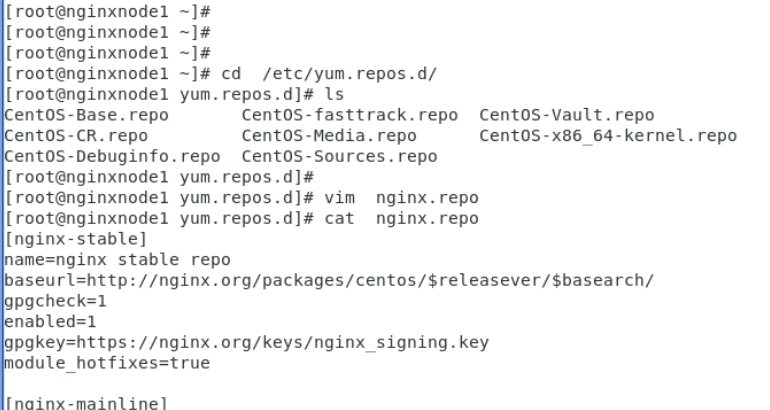 [root@nginxnode1 ~]#
[root@nginxnode1 ~]#
[root@nginxnode1 ~]#
[root@nginxnode1 ~]# cd  /etc/yum.repos.d/
[root@nginxnode1 yum.repos.d]# ls
CentOS-Base.repo       CentOS-fasttrack.repo  CentOS-Vault.repo
CentOS-CR.repo         CentOS-Media.repo      CentOS-x86_64-kernel.repo
CentOS-Debuginfo.repo  CentOS-Sources.repo
[root@nginxnode1 yum.repos.d]#
[root@nginxnode1 yum.repos.d]# vim  nginx.repo
[root@nginxnode1 yum.repos.d]# cat  nginx.repo
[nginx-stable]
name=nginx stable repo
baseurl=http://nginx.org/packages/centos/$releasever/$basearch/
gpgcheck=1
enabled=1
gpgkey=https://nginx.org/keys/nginx_signing.key
module_hotfixes=true

[nginx-mainline]